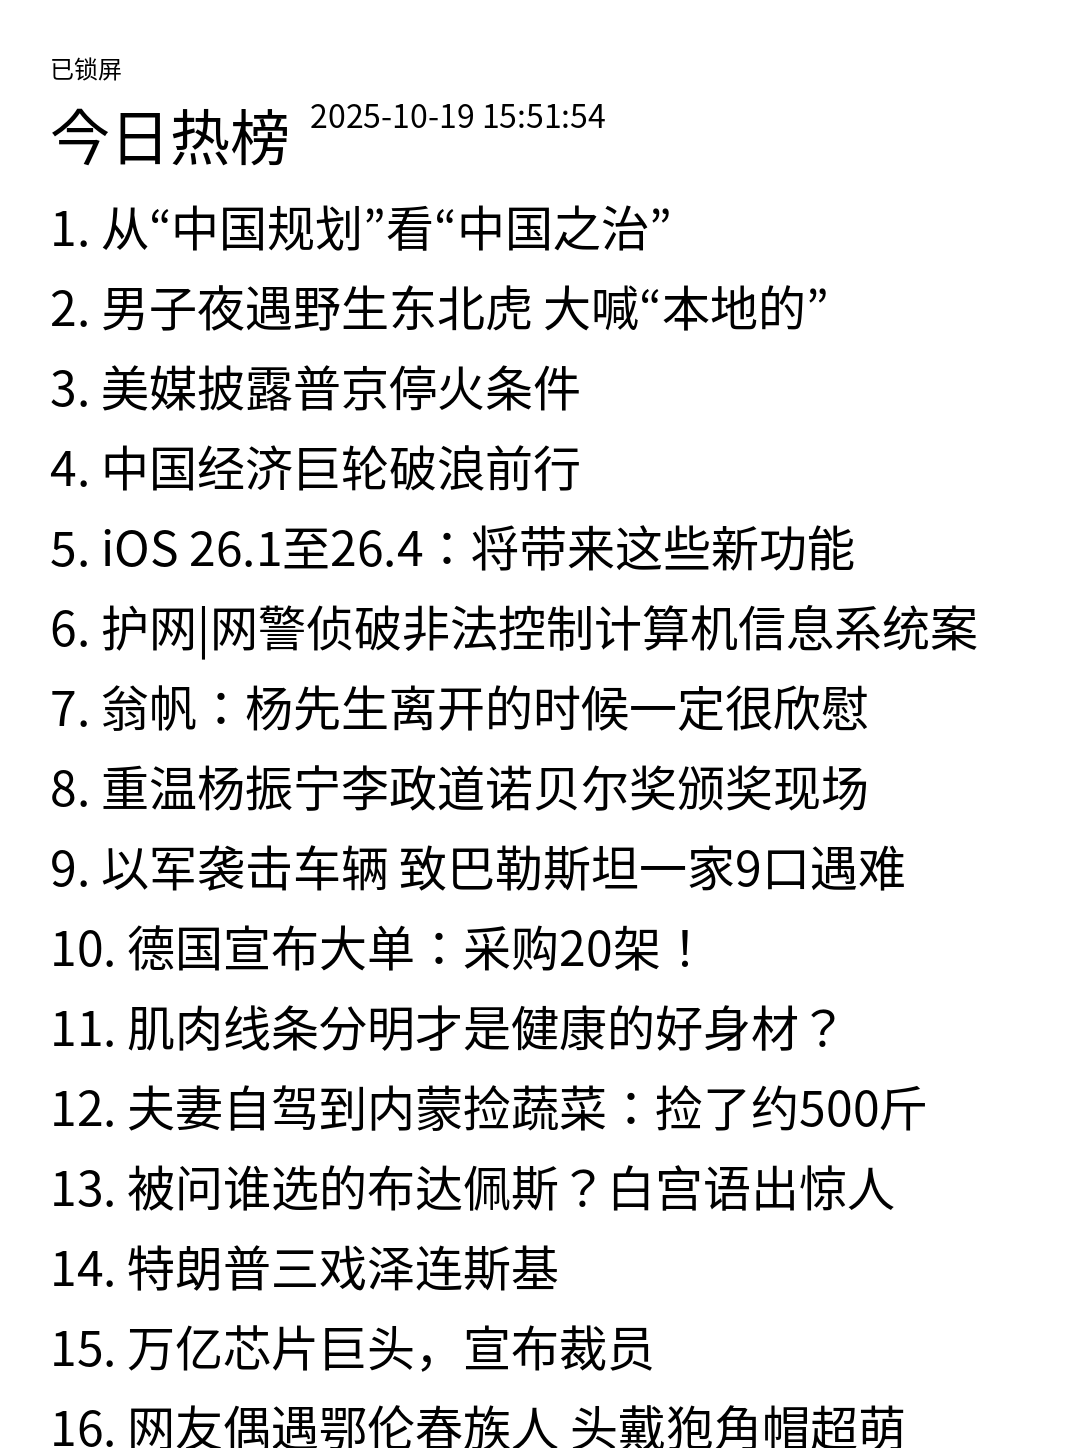 已锁屏
今日热榜 2025-10-19 15:51:54
1. 从“中国规划”看“中国之治”
2. 男子夜遇野生东北虎 大喊“本地的”
3. 美媒披露普京停火条件
4. 中国经济巨轮破浪前行
5. iOS 26.1至26.4：将带来这些新功能
6. 护网|网警侦破非法控制计算机信息系统案
7. 翁帆：杨先生离开的时候一定很欣慰
8. 重温杨振宁李政道诺贝尔奖颁奖现场
9. 以军袭击车辆 致巴勒斯坦一家9口遇难
10. 德国宣布大单：采购20架！
11. 肌肉线条分明才是健康的好身材？
12. 夫妻自驾到内蒙捡蔬菜：捡了约500斤
13. 被问谁选的布达佩斯？白宫语出惊人
14. 特朗普三戏泽连斯基
15. 万亿芯片巨头，宣布裁员
16. 网友偶遇鄂伦春族人 头戴狍角帽超萌